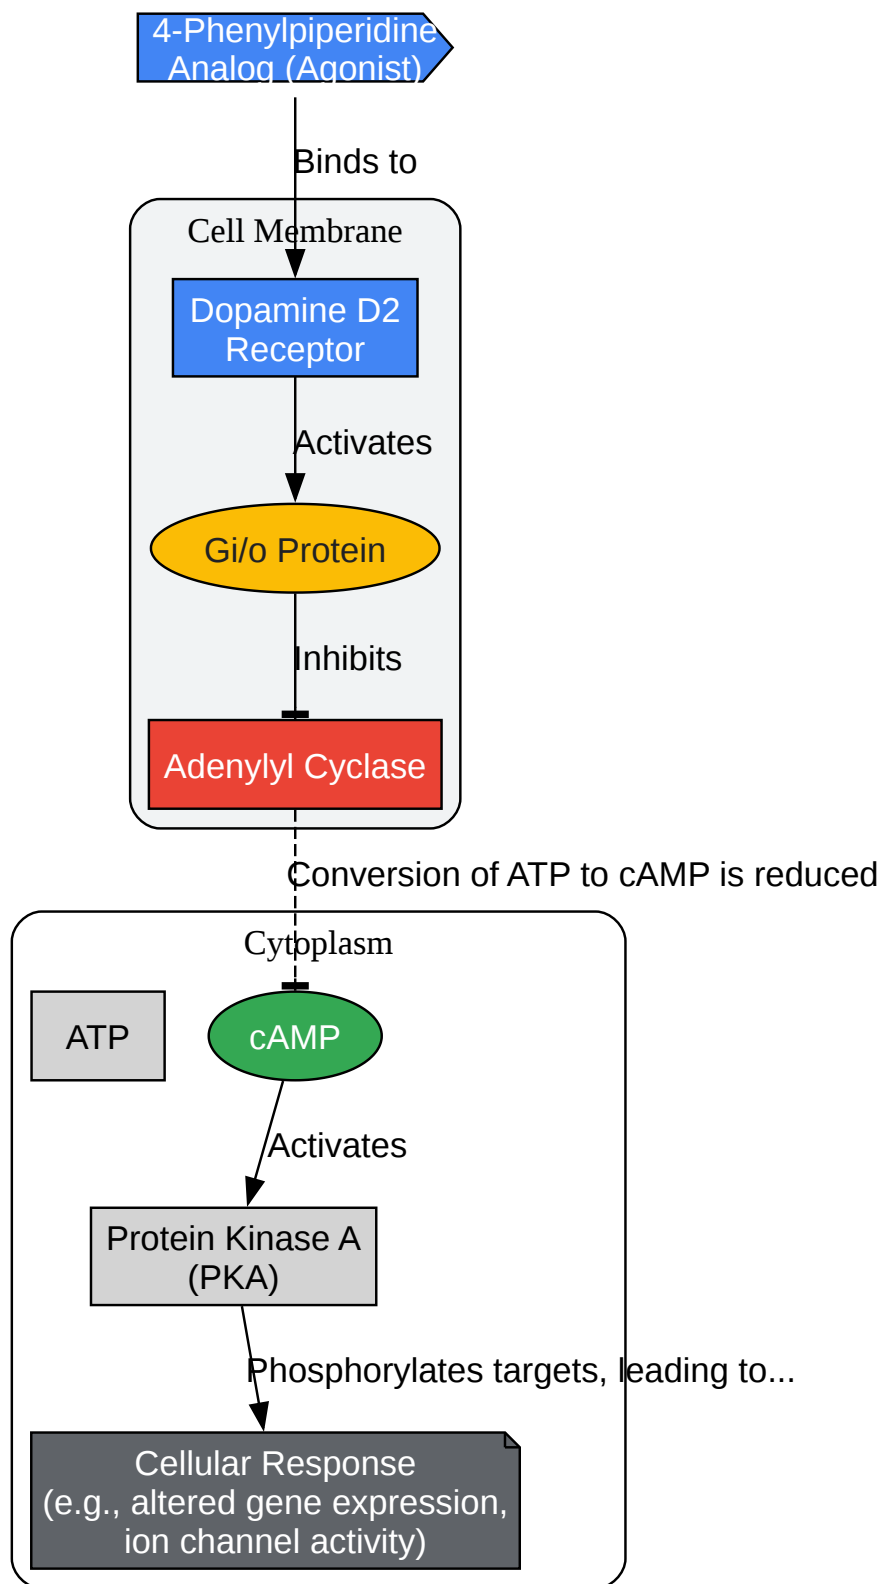 4-Phenylpiperidine
Analog (Agonist)
Binds to
Cell Membrane
Dopamine D2
Receptor
Activates
Gi/o Protein
Inhibits
Adenylyl Cyclase
Conversion of ATP to cAMP is reduced
Cytoplasm
ATP
cAMP
Activates
Protein Kinase A
(PKA)
Phosphorylates targets, leading to...
Cellular Response
(e.g., altered gene expression,
ion channel activity)